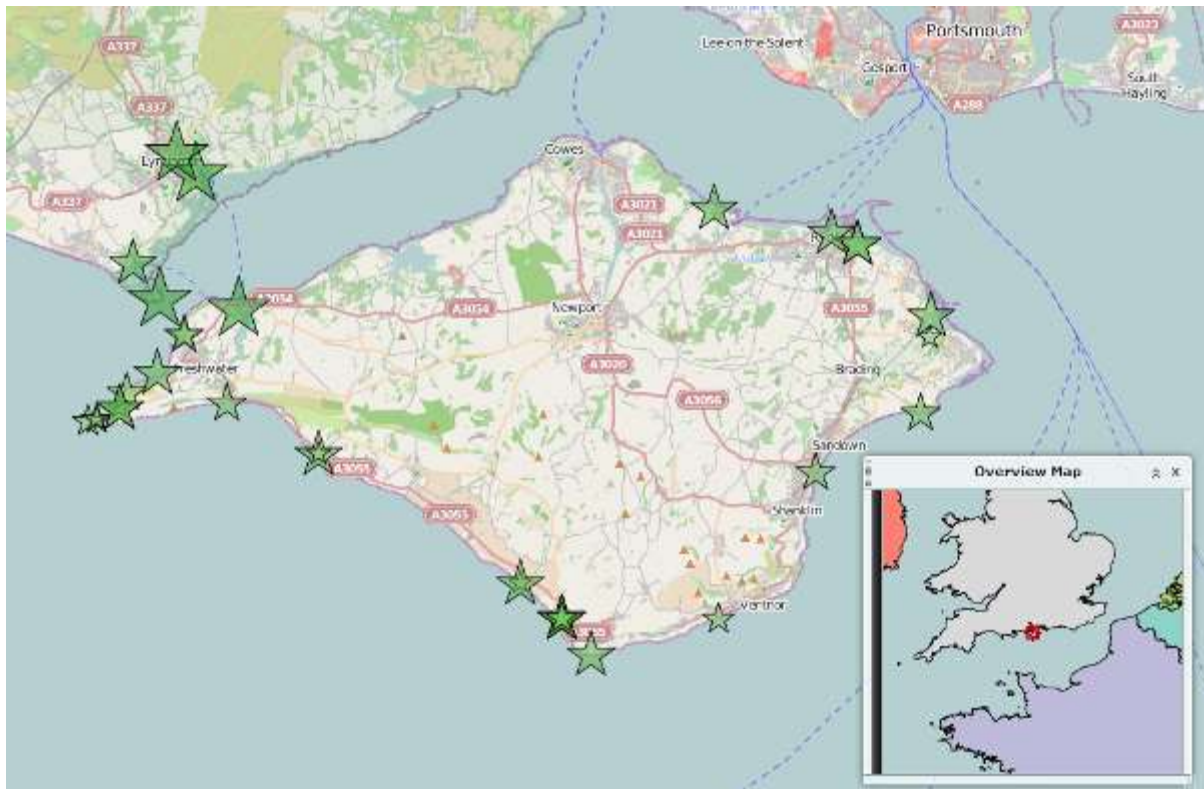 A337
Portsmouth
A3023
Lee on the Solent
Gosport
South
Hayling
A337
A288
Cowes
A337
A3021
A3021
A3054
A3054
Newport
A3055
Freshwater
A3020
Brading
A3056
Sandown
A3055
Overview Map
Shanklin
A3055
Ventnor